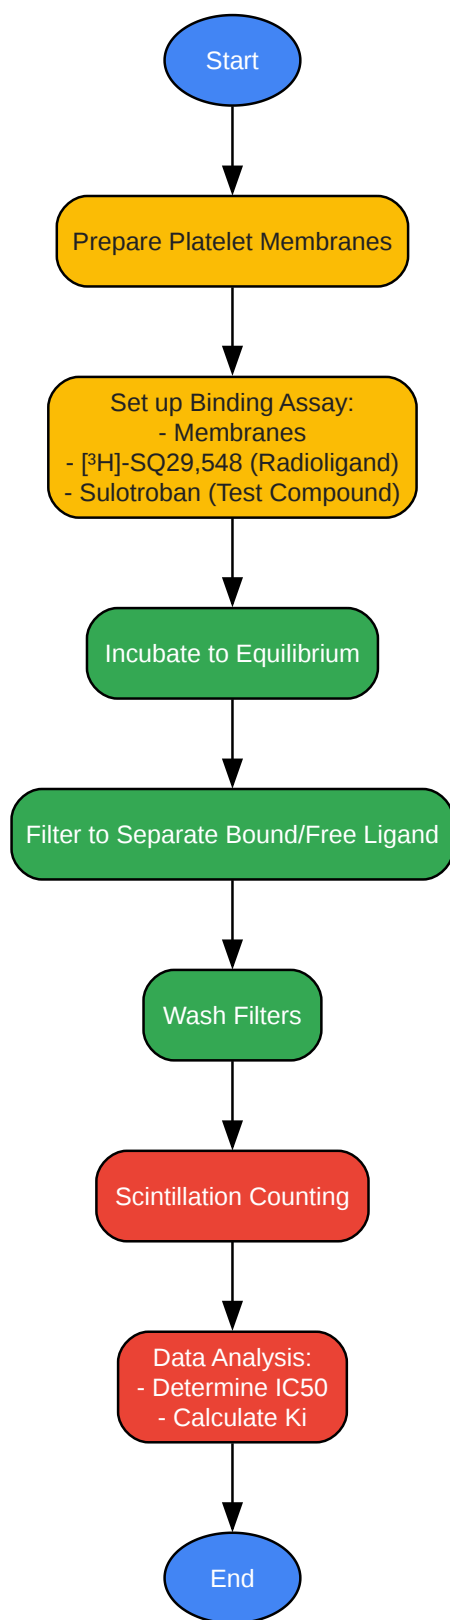 Start
Prepare Platelet Membranes
Set up Binding Assay:
- Membranes
- [³H]-SQ29,548 (Radioligand)
- Sulotroban (Test Compound)
Incubate to Equilibrium
Filter to Separate Bound/Free Ligand
Wash Filters
Scintillation Counting
Data Analysis:
- Determine IC50
- Calculate Ki
End